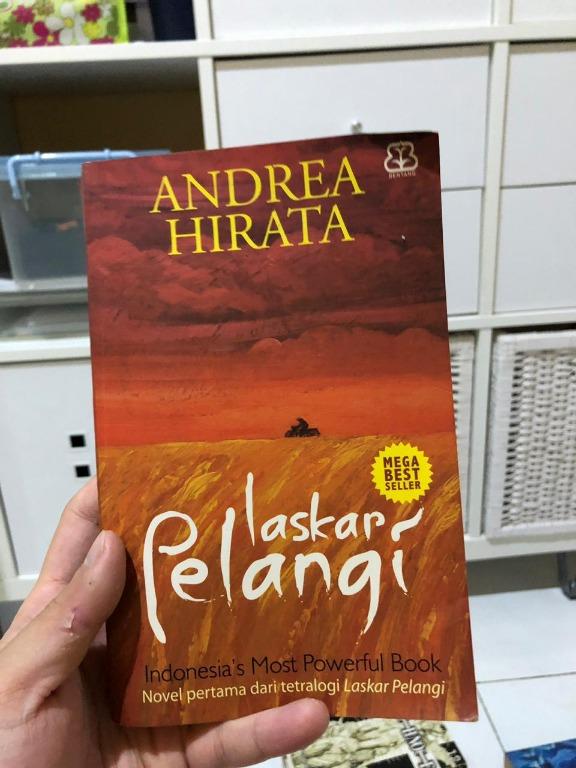 BENTANG
ANDREA
HIRATA
MEGA
BEST
SELLER
laskar
Pelangi
Indonesia's Most Powerful Book
Novel pertama dari tetralogi Laskar Pelangi